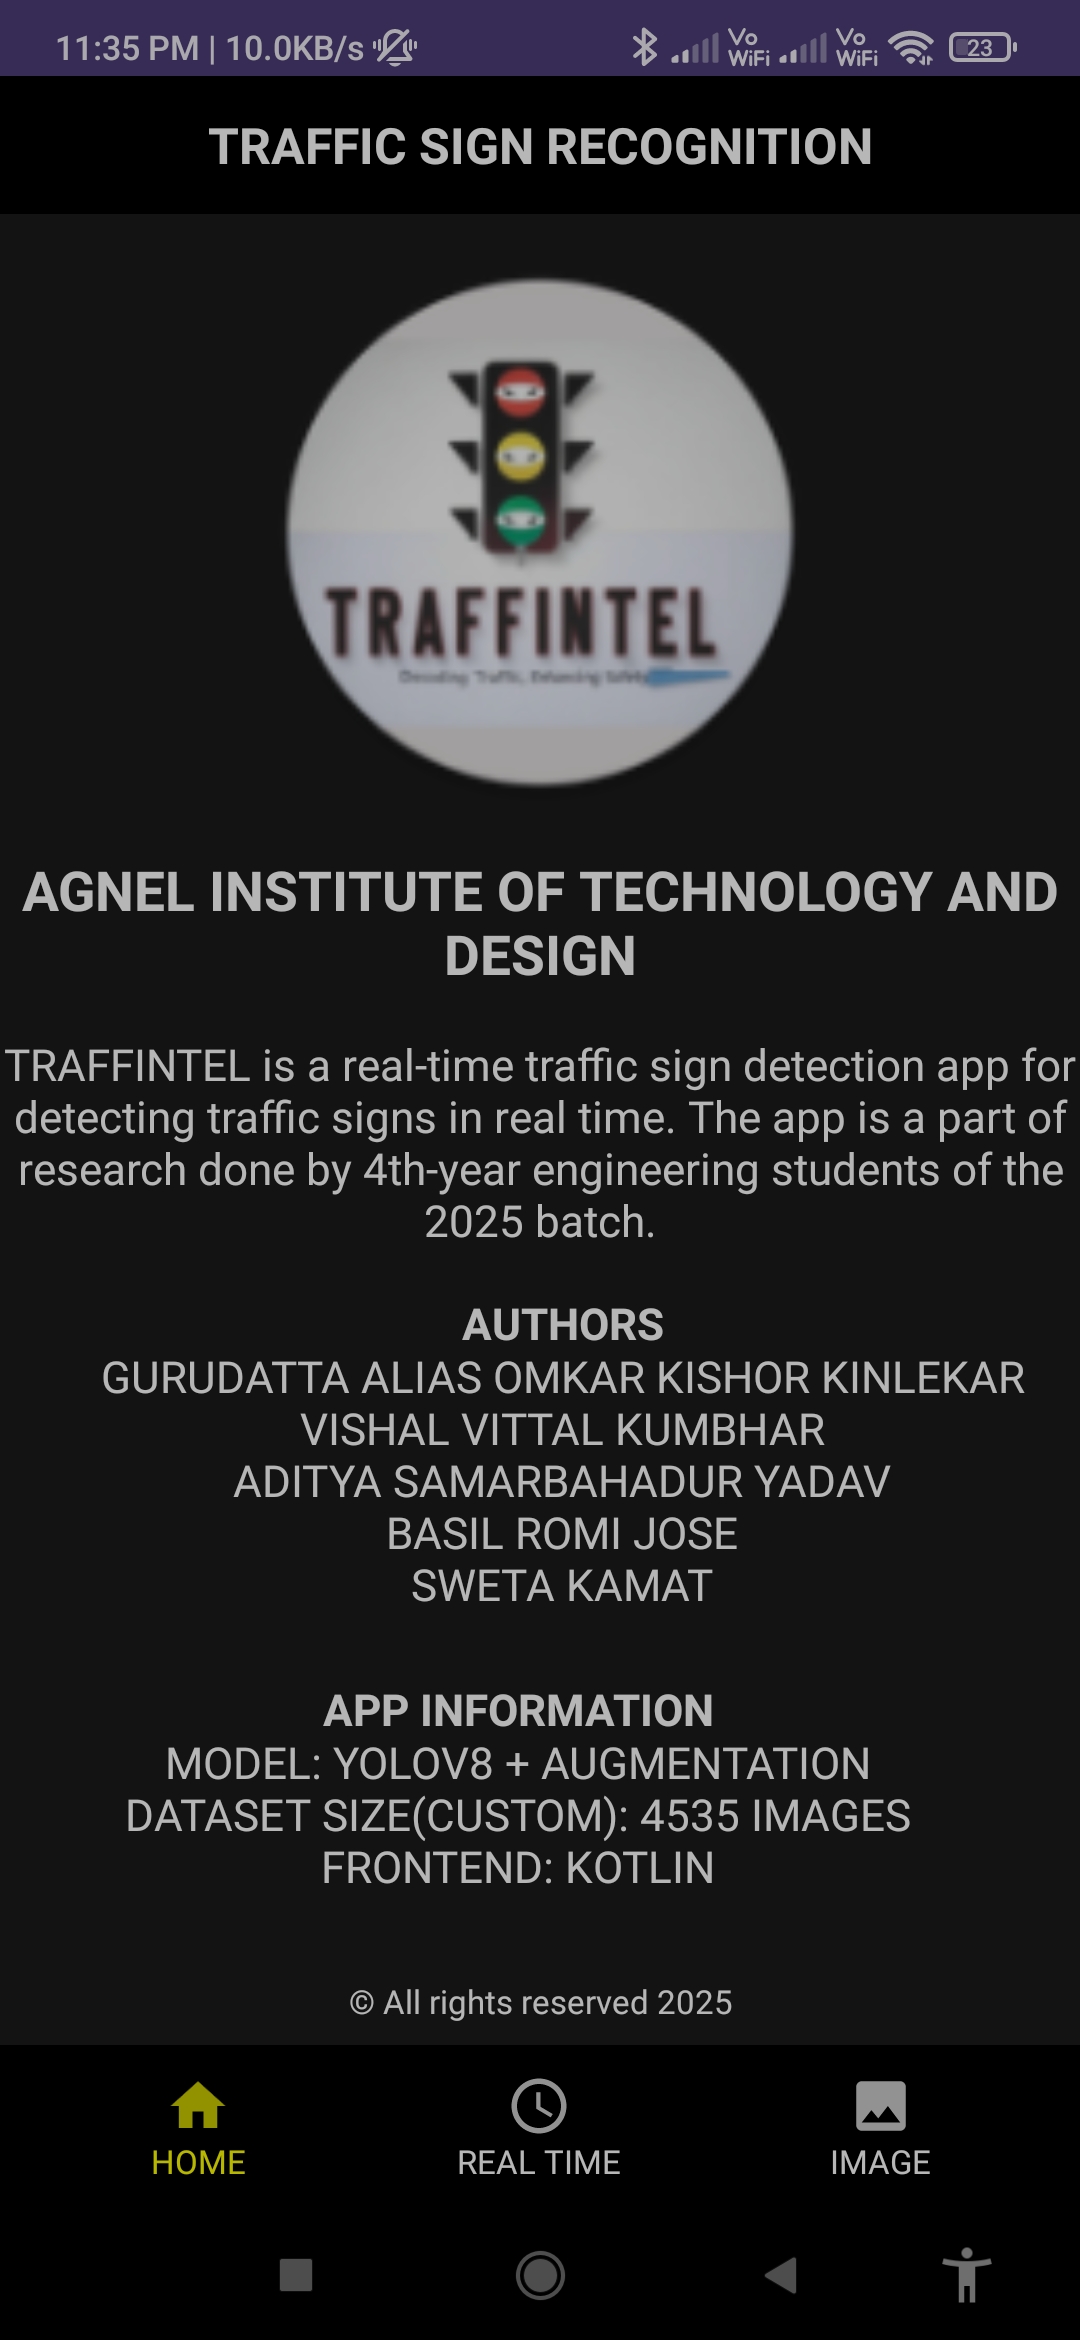 11:35 PM | 10.0KB/s
Vo WiFi
Vo WiFi
23
TRAFFIC SIGN RECOGNITION
TRAFFINTEL
Decoding Traffic, Enhancing Safety
AGNEL INSTITUTE OF TECHNOLOGY AND
DESIGN
TRAFFINTEL is a real-time traffic sign detection app for
detecting traffic signs in real time. The app is a part of
research done by 4th-year engineering students of the
2025 batch.
AUTHORS
GURUDATTA ALIAS OMKAR KISHOR KINLEKAR
VISHAL VITTAL KUMBHAR
ADITYA SAMARBAHADUR YADAV
BASIL ROMI JOSE
SWETA KAMAT
APP INFORMATION
MODEL: YOLOV8 + AUGMENTATION
DATASET SIZE(CUSTOM): 4535 IMAGES
FRONTEND: KOTLIN
© All rights reserved 2025
HOME
REAL TIME
IMAGE